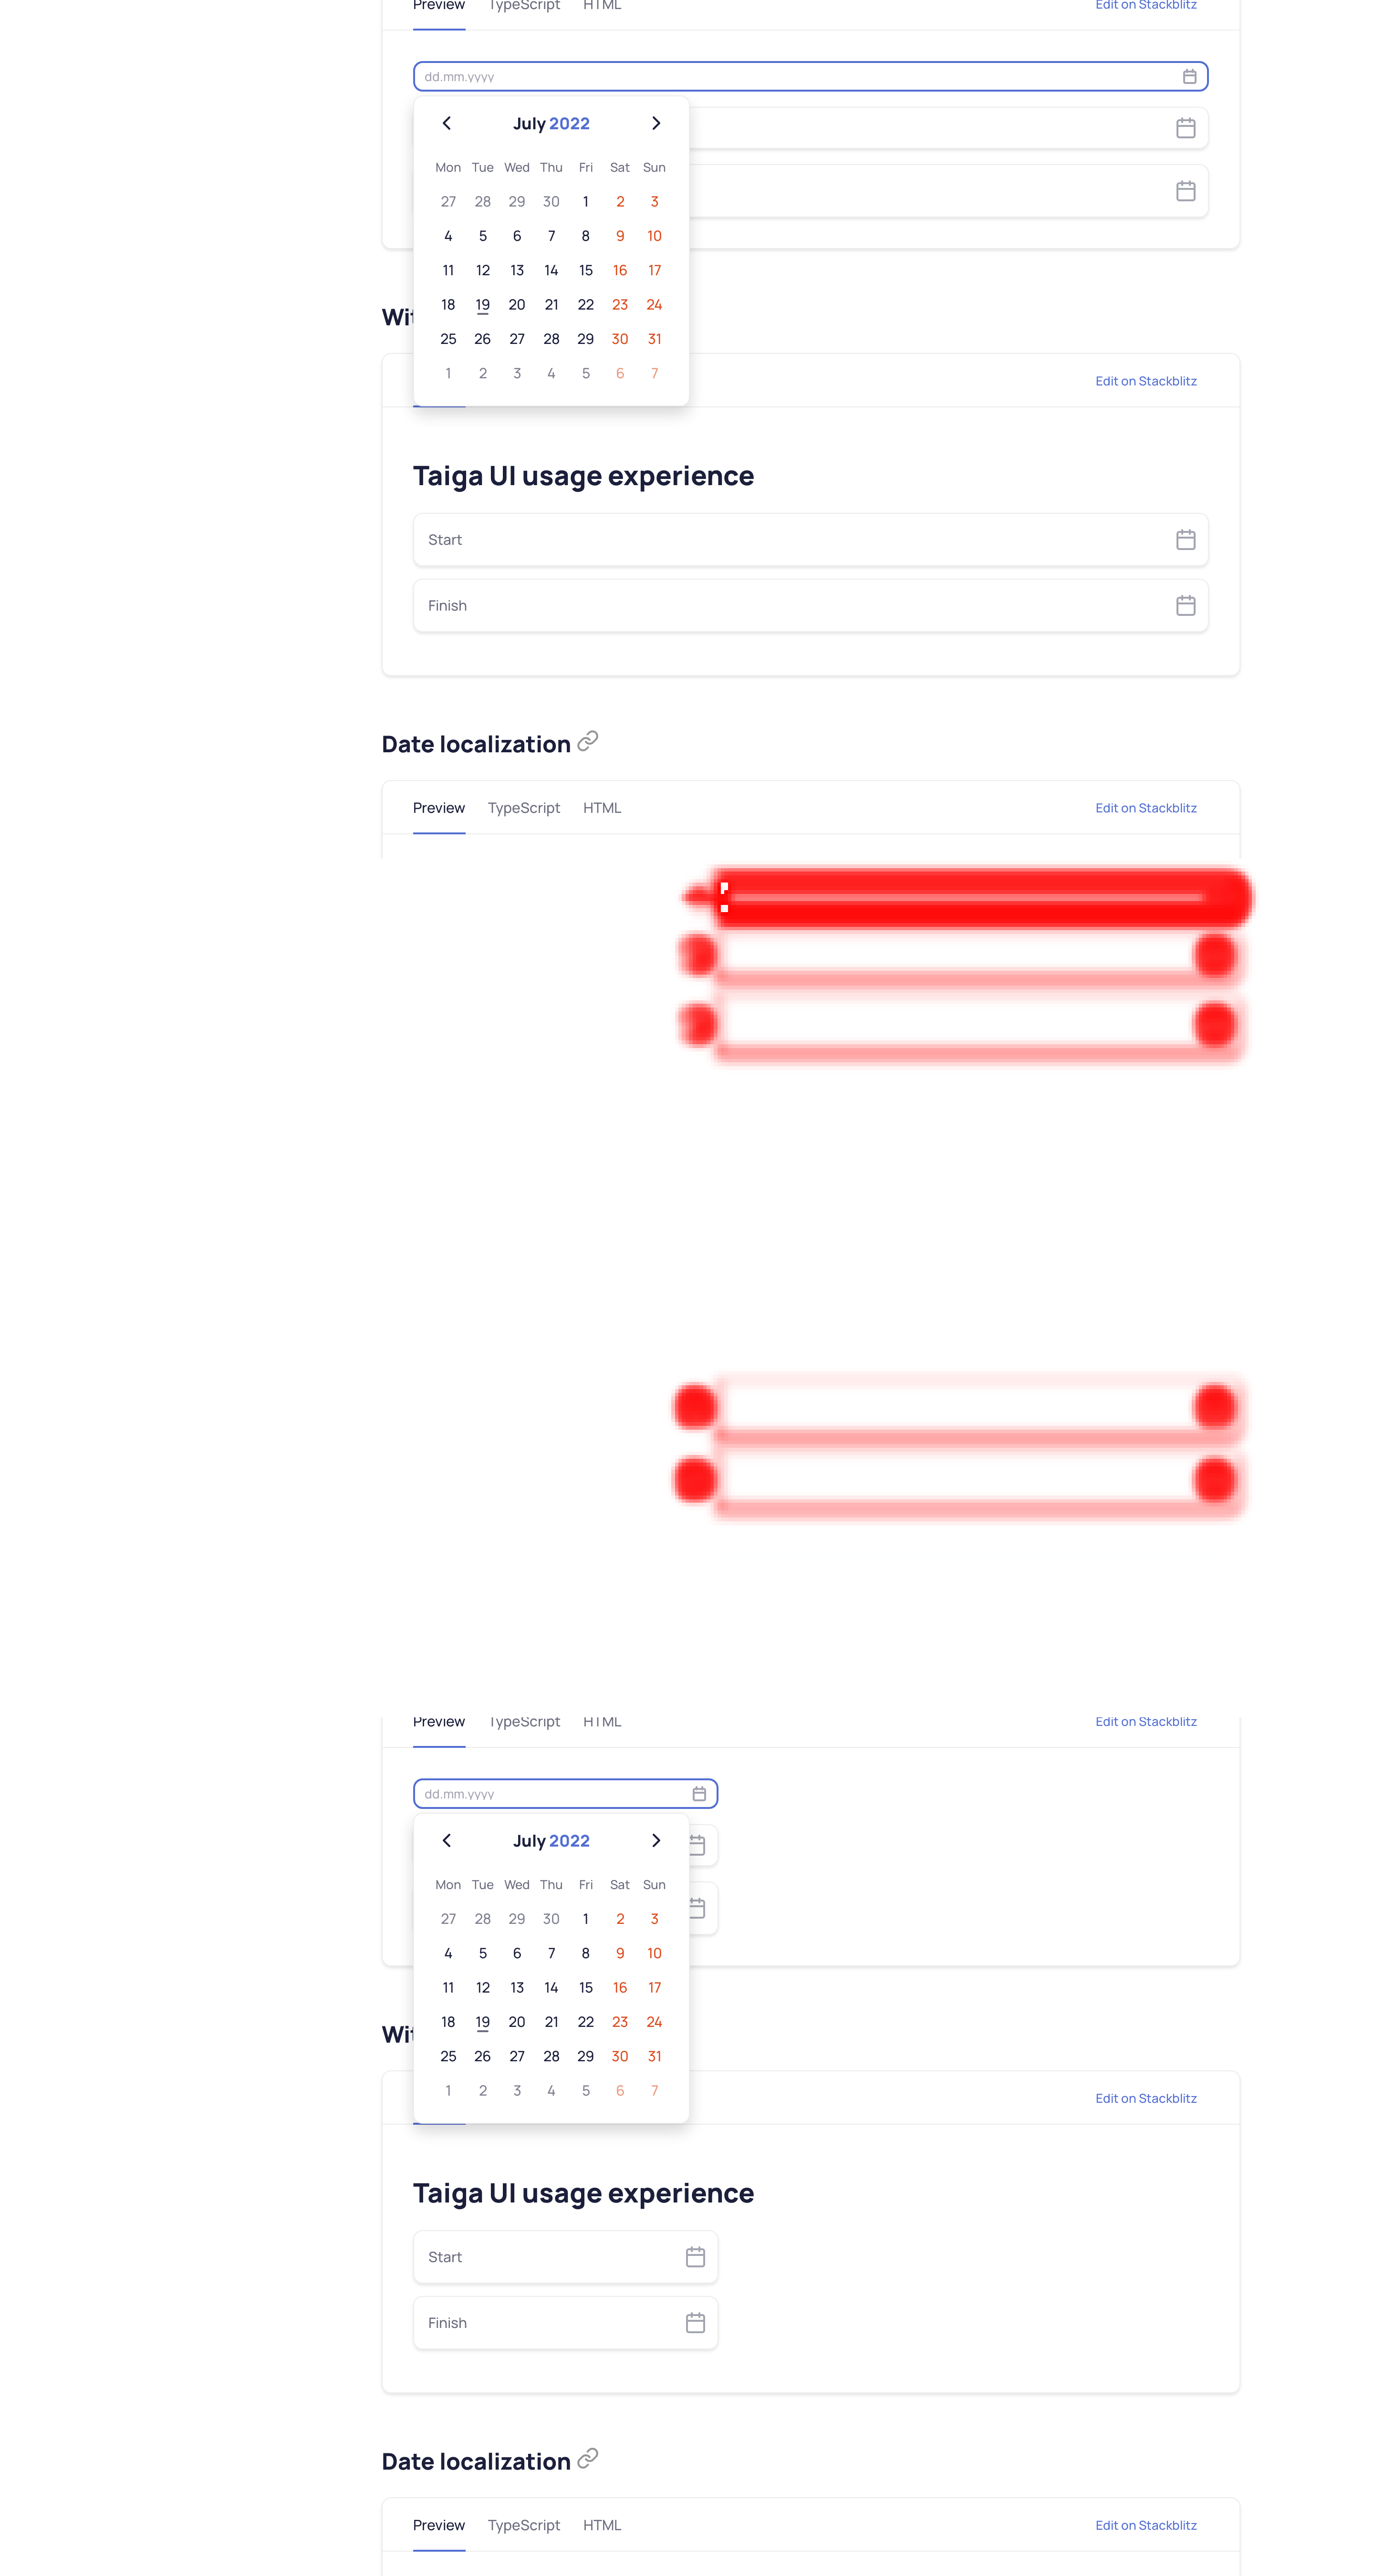 Preview TypeScript HTML Edit on Stackblitz
dd.mm.yyyy
July 2022
Mon Tue Wed Thu Fri Sat Sun
27 28 29 30 1 2 3
4 5 6 7 8 9 10
11 12 13 14 15 16 17
18 19 20 21 22 23 24
25 26 27 28 29 30 31
1 2 3 4 5 6 7
Wit
Edit on Stackblitz
Taiga UI usage experience
Start
Finish
Date localization
Preview TypeScript HTML Edit on Stackblitz
Preview TypeScript HTML Edit on Stackblitz
dd.mm.yyyy
July 2022
Mon Tue Wed Thu Fri Sat Sun
27 28 29 30 1 2 3
4 5 6 7 8 9 10
11 12 13 14 15 16 17
18 19 20 21 22 23 24
25 26 27 28 29 30 31
1 2 3 4 5 6 7
Wit
Edit on Stackblitz
Taiga UI usage experience
Start
Finish
Date localization
Preview TypeScript HTML Edit on Stackblitz